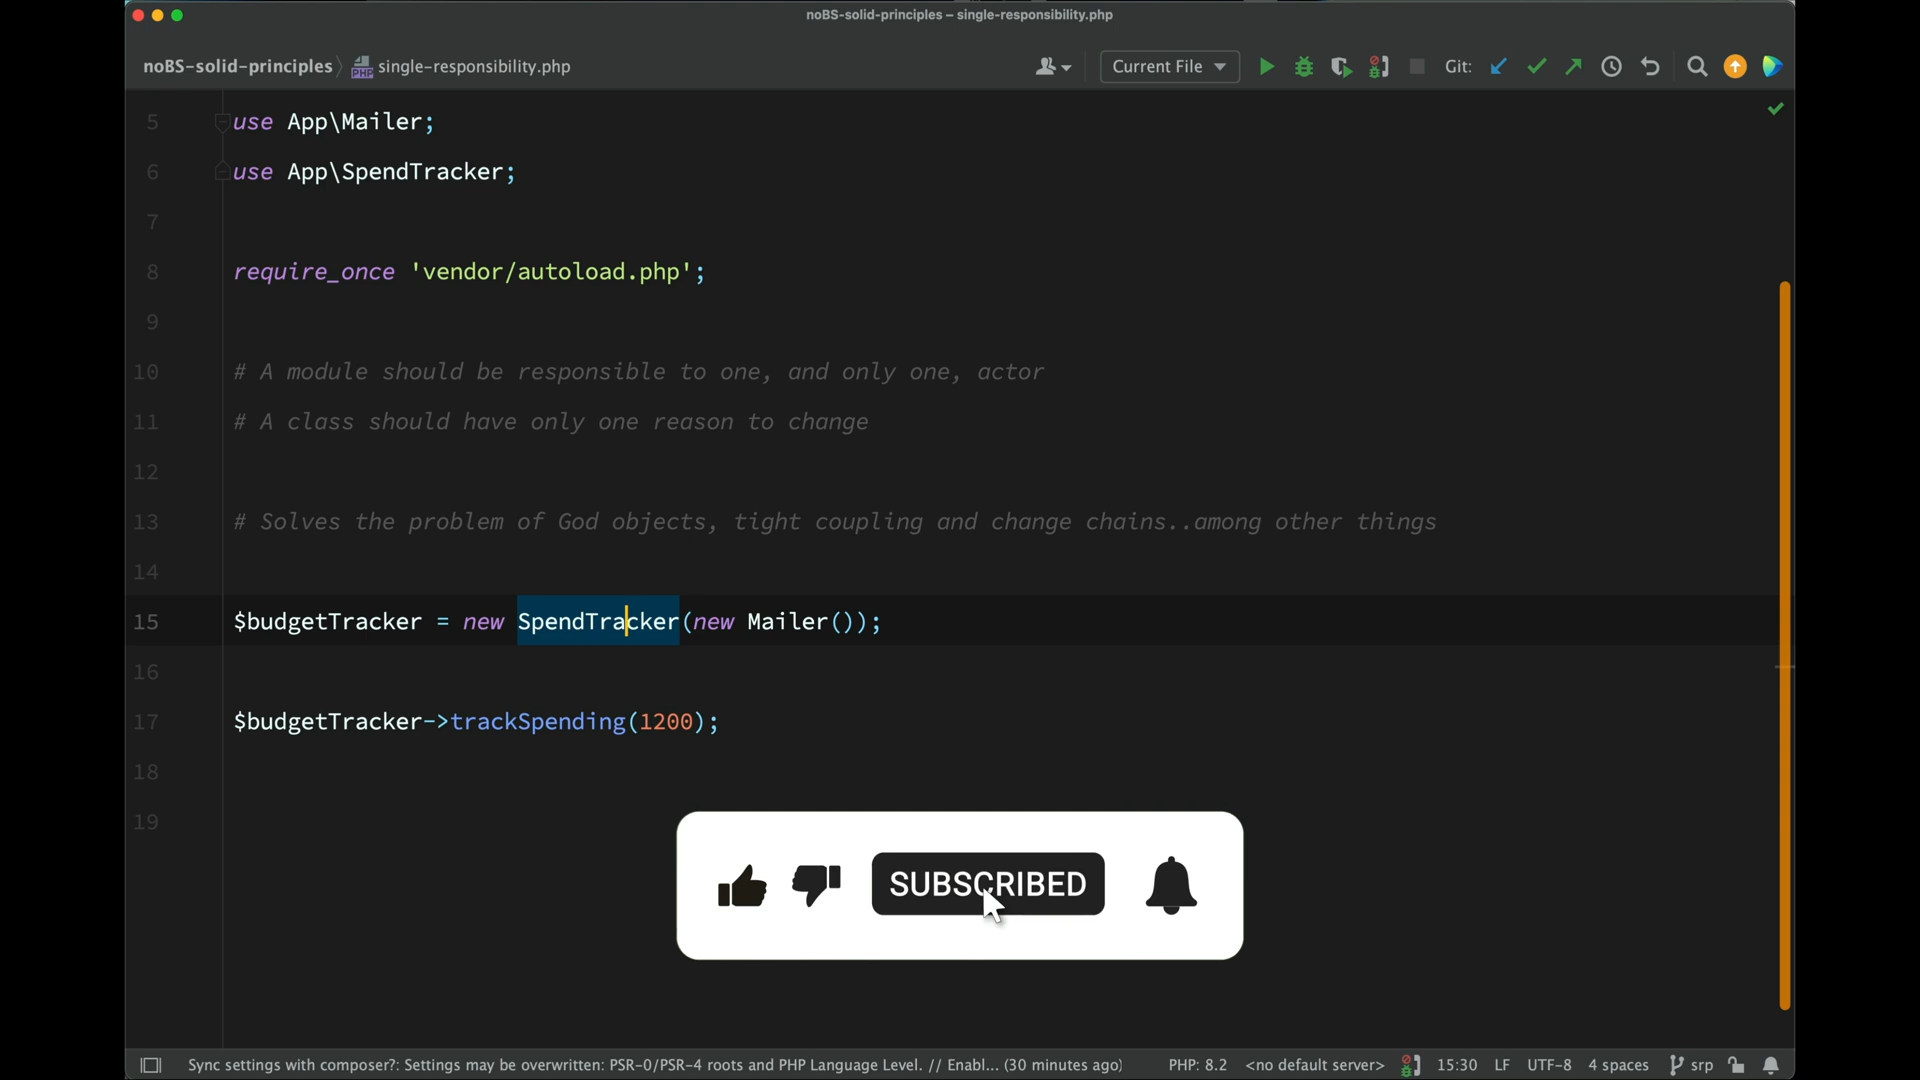 noBS-solid-principles – single-responsibility.php
noBS-solid-principles single-responsibility.php Current File Git:
5 use App\Mailer;
6 use App\SpendTracker;
7
8 require_once 'vendor/autoload.php';
9
10 # A module should be responsible to one, and only one, actor
11 # A class should have only one reason to change
12
13 # Solves the problem of God objects, tight coupling and change chains..among other things
14
15 $budgetTracker = new SpendTracker(new Mailer());
16
17 $budgetTracker->trackSpending(1200);
18
19
SUBSCRIBED
Sync settings with composer?: Settings may be overwritten: PSR-0/PSR-4 roots and PHP Language Level. // Enabl... (30 minutes ago) PHP: 8.2 <no default server> 15:30 LF UTF-8 4 spaces srp